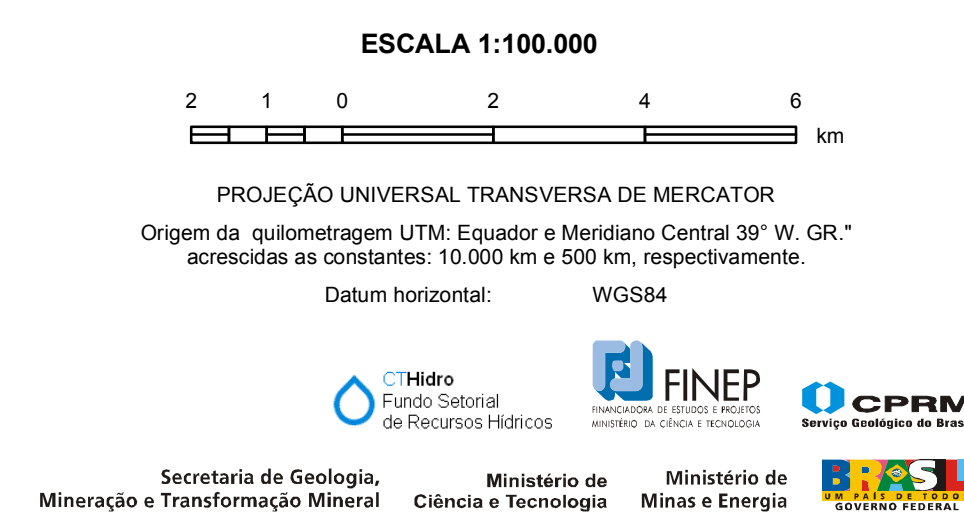 ESCALA 1:100.000
2 1 0 2 4 6
km
PROJEÇÃO UNIVERSAL TRANSVERSA DE MERCATOR
Origem da quilometragem UTM: Equador e Meridiano Central 39° W. GR."
acrescidas as constantes: 10.000 km e 500 km, respectivamente.
Datum horizontal: WGS84
CTHidro
Fundo Setorial
de Recursos Hídricos
FINEP
FINANCIADORA DE ESTUDOS E PROJETOS
MINISTÉRIO DA CIÊNCIA E TECNOLOGIA
CPRM
Serviço Geológico do Bras
Secretaria de Geologia,
Mineração e Transformação Mineral
Ministério de
Ciência e Tecnologia
Ministério de
Minas e Energia
BRASIL
UM PAÍS DE TODO
GOVERNO FEDERAL